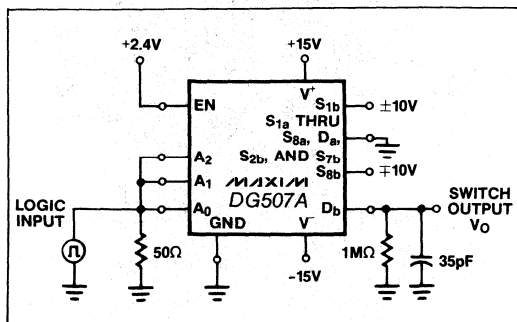 +2.4V
+15V
EN
V+
S1b
±10V
S1a THRU
S8a, Da,
A2
S2b, AND S7b
A1
MAXIM
S8b
∓10V
LOGIC
INPUT
A0
DG507A
Db
SWITCH
OUTPUT
VO
GND
V−
50Ω
1MΩ
35pF
-15V